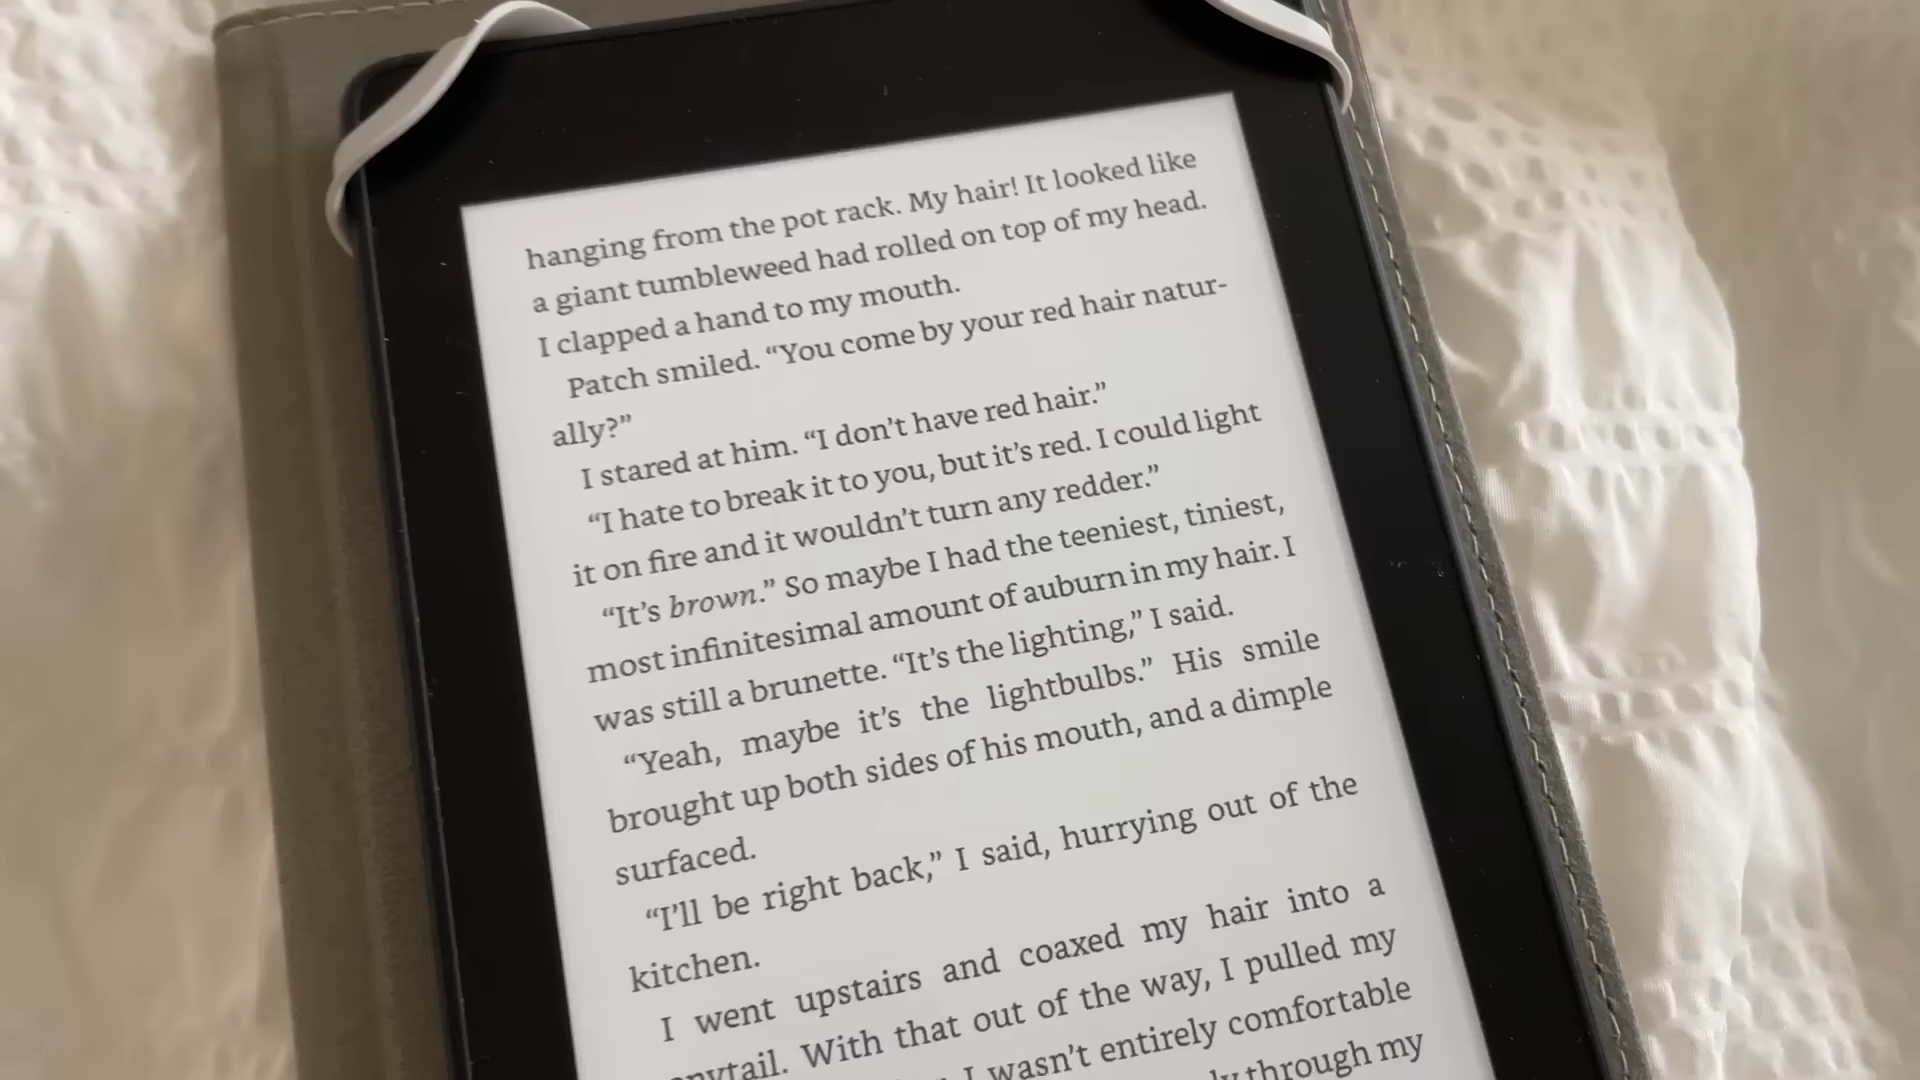 hanging from the pot rack. My hair! It looked like
a giant tumbleweed had rolled on top of my head.
I clapped a hand to my mouth.
Patch smiled. “You come by your red hair natur-
ally?”
I stared at him. “I don’t have red hair.”
“I hate to break it to you, but it’s red. I could light
it on fire and it wouldn’t turn any redder.”
“It’s brown.” So maybe I had the teeniest, tiniest,
most infinitesimal amount of auburn in my hair. I
was still a brunette. “It’s the lighting,” I said.
“Yeah, maybe it’s the lightbulbs.” His smile
brought up both sides of his mouth, and a dimple
surfaced.
“I’ll be right back,” I said, hurrying out of the
kitchen.
I went upstairs and coaxed my hair into a
With that out of the way, I pulled my
I wasn’t entirely comfortable
through my